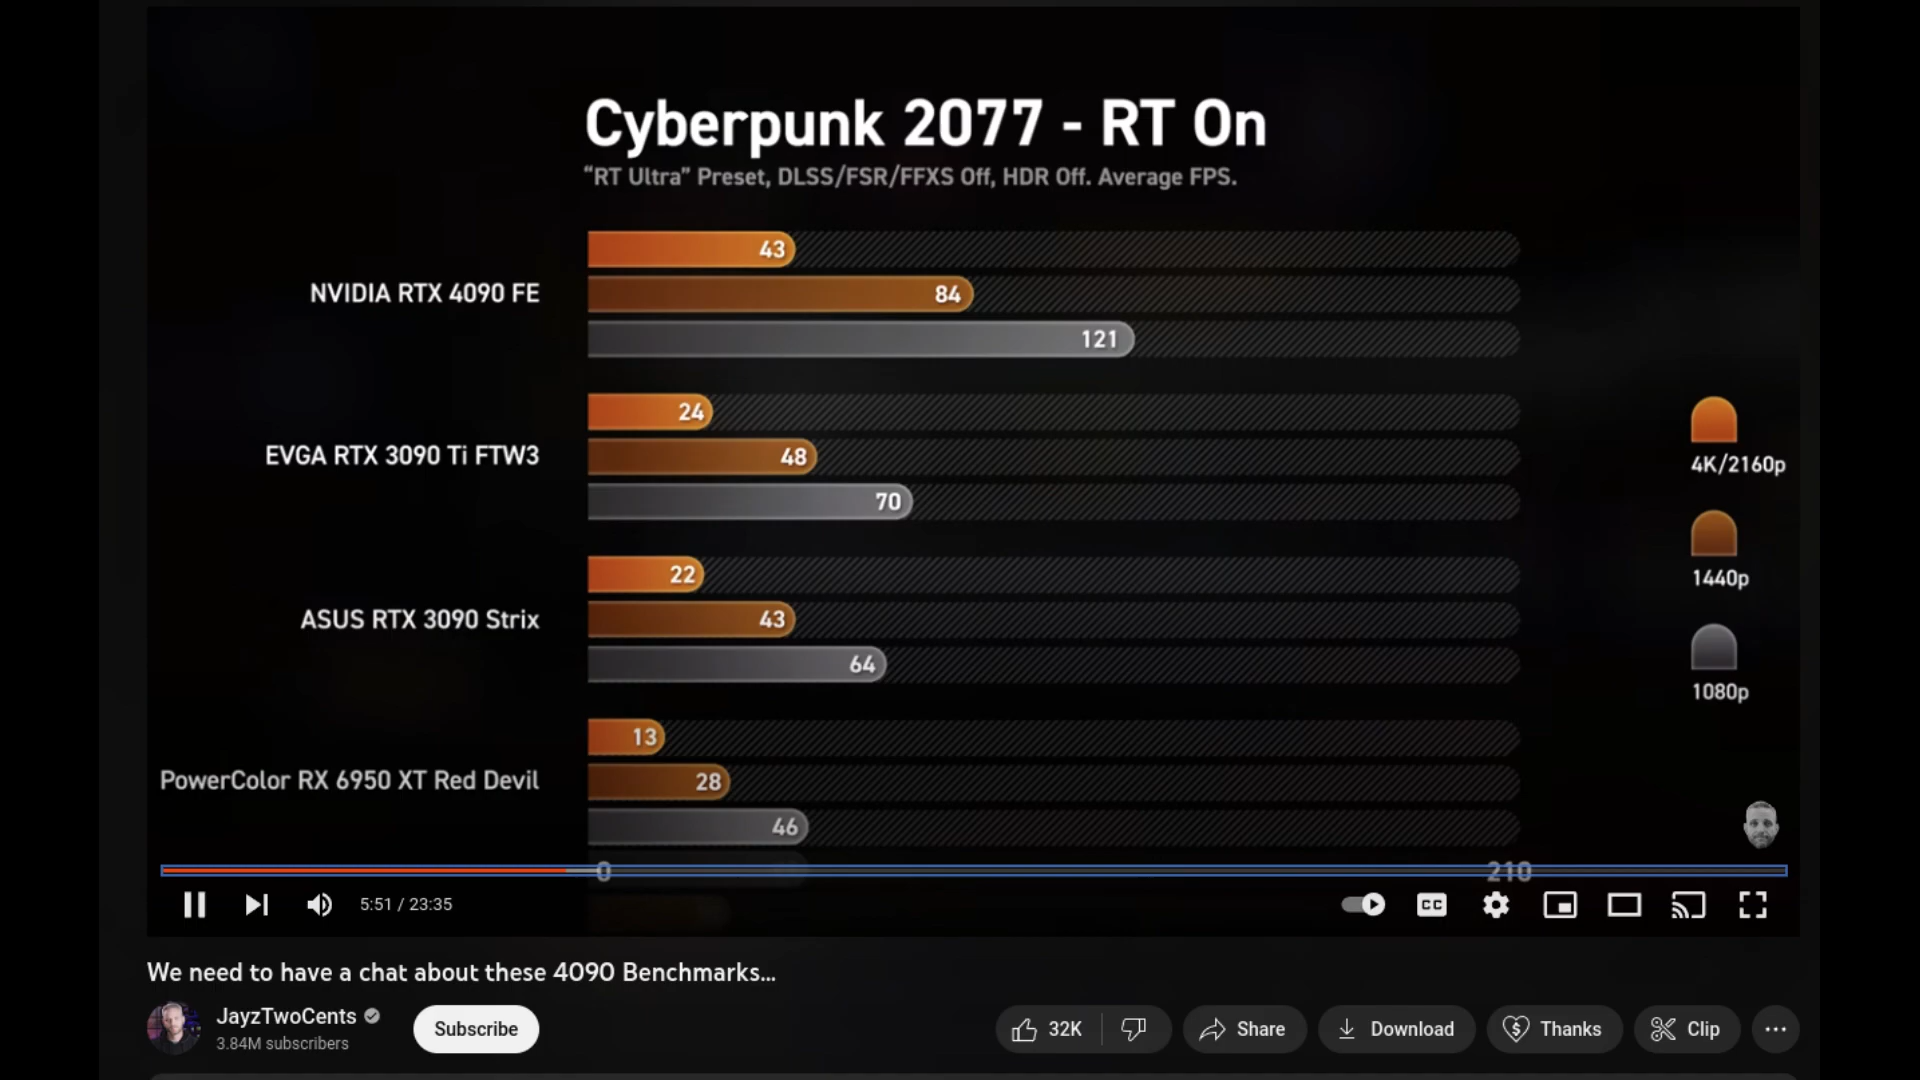 Cyberpunk 2077 - RT On
“RT Ultra” Preset, DLSS/FSR/FFXS Off, HDR Off. Average FPS.
NVIDIA RTX 4090 FE
43
84
121
EVGA RTX 3090 Ti FTW3
24
48
70
ASUS RTX 3090 Strix
22
43
64
PowerColor RX 6950 XT Red Devil
13
28
46
4K/2160p
1440p
1080p
0
210
5:51 / 23:35
CC
We need to have a chat about these 4090 Benchmarks...
JayzTwoCents
3.84M subscribers
Subscribe
32K
Share
Download
Thanks
Clip